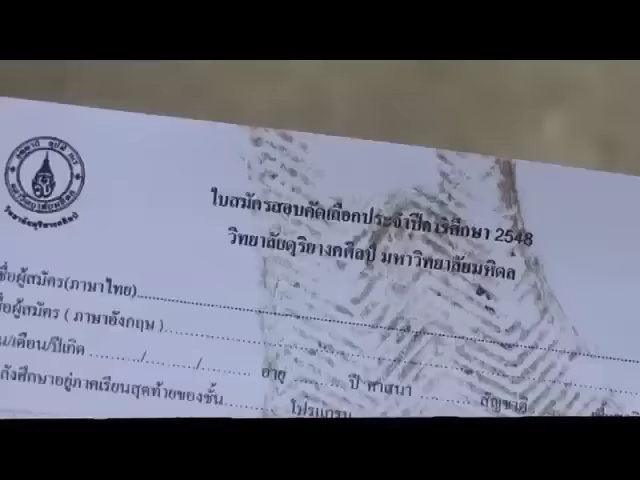 ใบสมัครสอบคัดเลือกประจำปีการศึกษา 2548
วิทยาลัยดุริยางคศิลป์ มหาวิทยาลัยมหิดล
ชื่อผู้สมัคร(ภาษาไทย)
ชื่อผู้สมัคร ( ภาษาอังกฤษ )
น/เดือน/ปีเกิด ........../........../.......... อายุ .......... ปี ศาสนา .......... สัญชาติ
ลังศึกษาอยู่ภาคเรียนสุดท้ายของชั้น.......... โปรแกรม